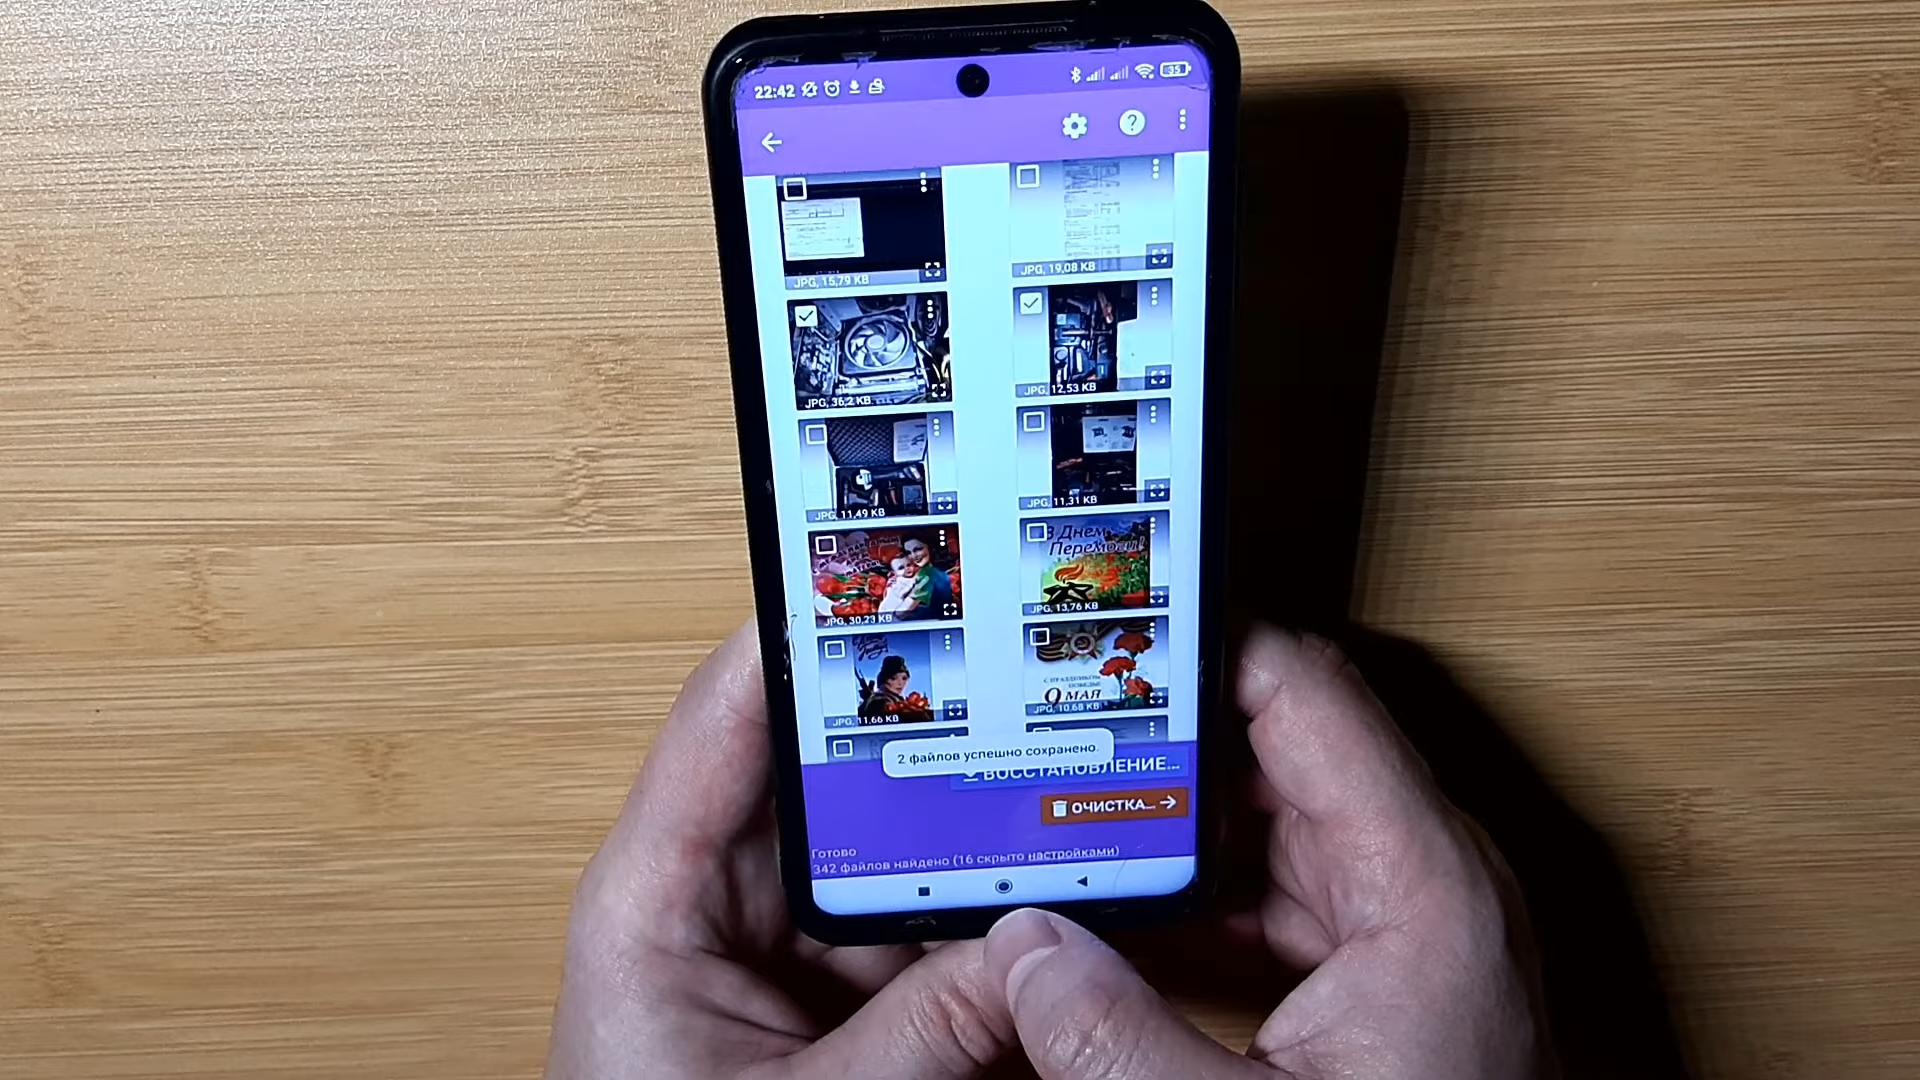 22:42
35
JPG, 15,79 KB
JPG, 19,08 KB
JPG, 36,2 KB
JPG, 12,53 KB
JPG, 11,49 KB
JPG, 11,31 KB
З Днем
Перемоги!
JPG, 30,23 KB
JPG, 13,76 KB
С ПРАЗДНИКОМ
ПОБЕДЫ
9 МАЯ
JPG, 11,66 KB
JPG, 10,68 KB
2 файлов успешно сохранено.
ВОССТАНОВЛЕНИЕ...
ОЧИСТКА...
Готово
342 файлов найдено (16 скрыто настройками)